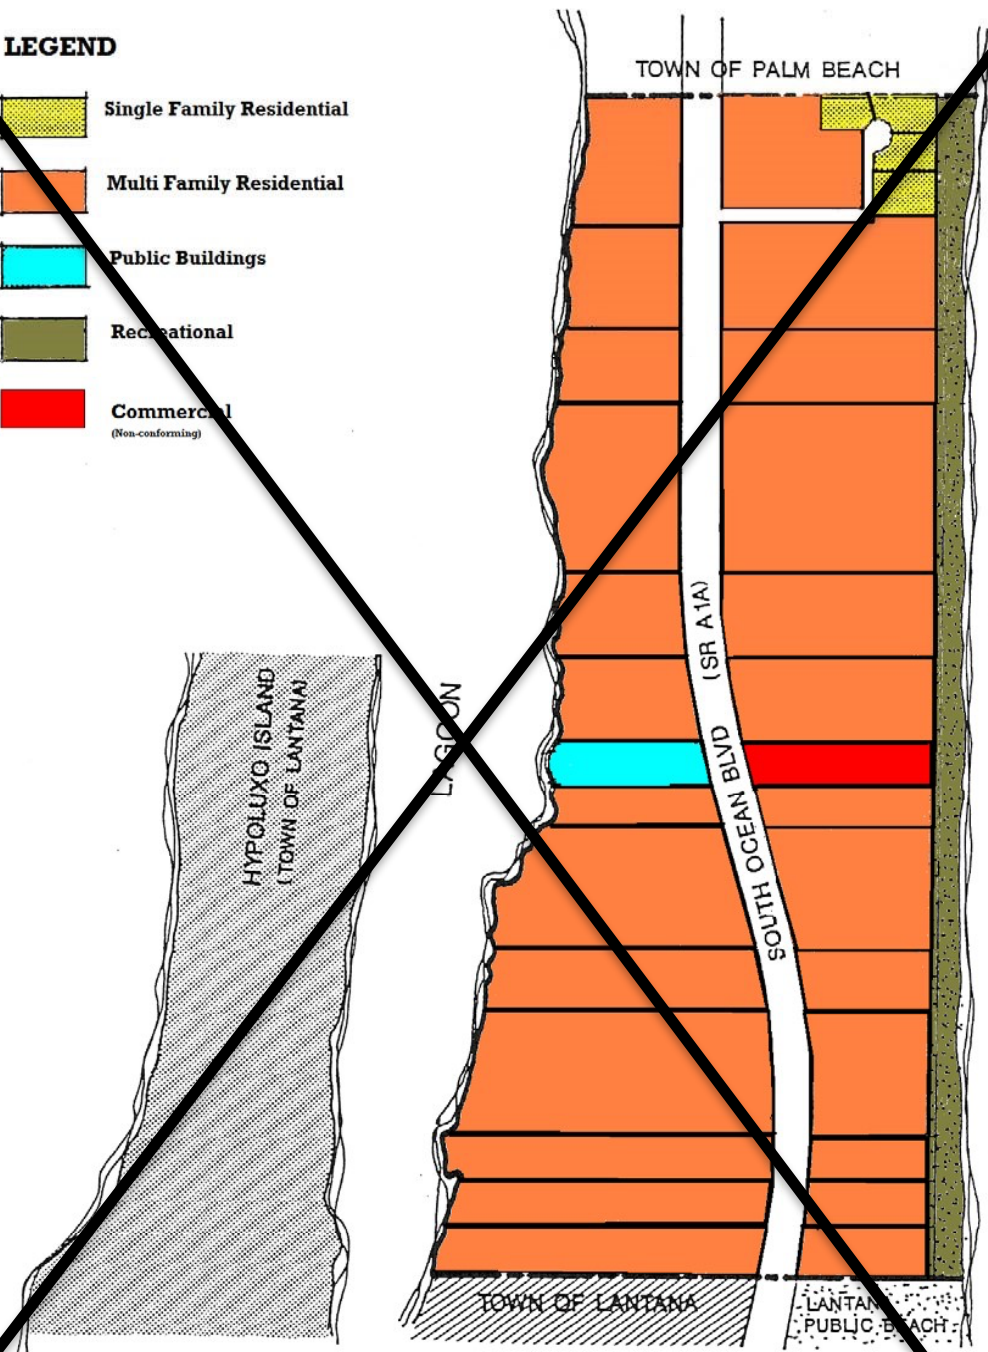 LEGEND
Single Family Residential
Multi Family Residential
Public Buildings
Recreational
Commercial
(Non-conforming)
TOWN OF PALM BEACH
(SR A1A)
SOUTH OCEAN BLVD
LAGOON
HYPOLUXO ISLAND
(TOWN OF LANTANA)
TOWN OF LANTANA
LANTANA
PUBLIC BEACH